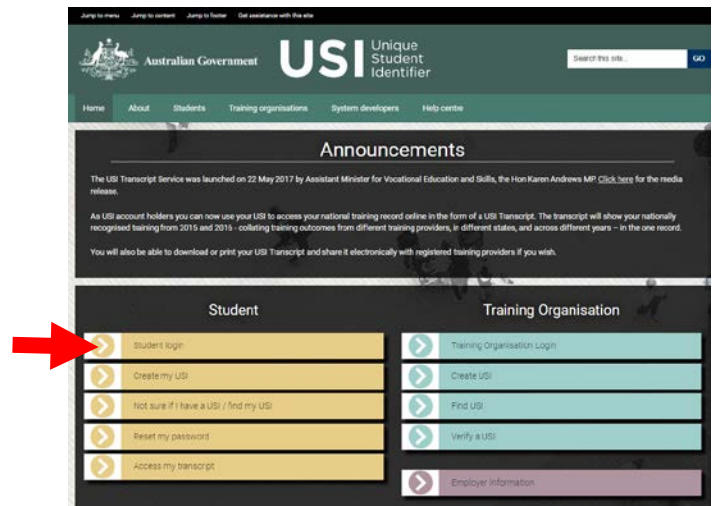 Jump to menu Jump to content Jump to footer Get assistance with this site
Australian Government
USI Unique
Student
Identifier
Search this site...
GO
Home About Students Training organisations System developers Help centre
Announcements
The USI Transcript Service was launched on 22 May 2017 by Assistant Minister for Vocational Education and Skills, the Hon Karen Andrews MP. Click here for the media
release.
As USI account holders you can now use your USI to access your national training record online in the form of a USI Transcript. The transcript will show your nationally
recognised training from 2015 and 2016 - collating training outcomes from different training providers, in different states, and across different years – in the one record.
You will also be able to download or print your USI Transcript and share it electronically with registered training providers if you wish.
Student
Student login
Create my USI
Not sure if I have a USI / find my USI
Reset my password
Access my transcript
Training Organisation
Training Organisation Login
Create USI
Find USI
Verify a USI
Employer Information